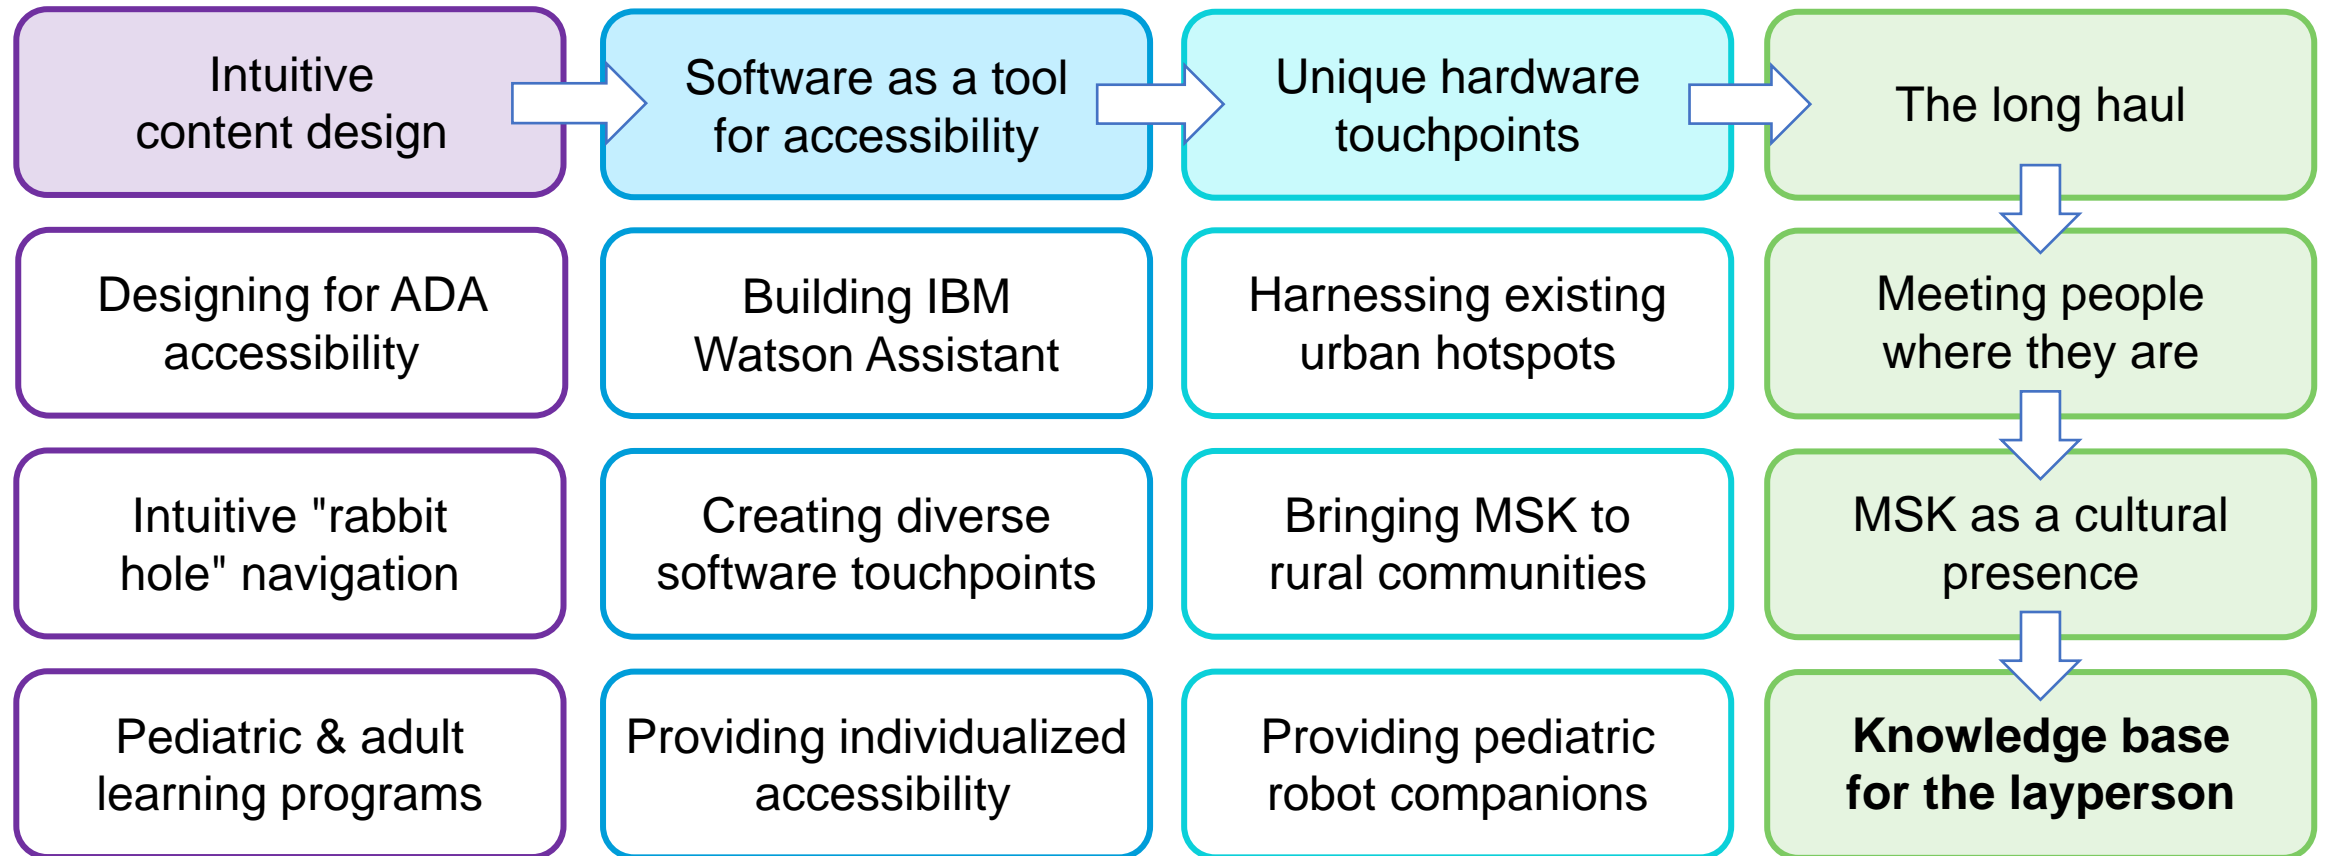 Intuitive
content design
Software as a tool
for accessibility
Unique hardware
touchpoints
The long haul
Designing for ADA
accessibility
Building IBM
Watson Assistant
Harnessing existing
urban hotspots
Meeting people
where they are
Intuitive "rabbit
hole" navigation
Creating diverse
software touchpoints
Bringing MSK to
rural communities
MSK as a cultural
presence
Pediatric & adult
learning programs
Providing individualized
accessibility
Providing pediatric
robot companions
Knowledge base
for the layperson